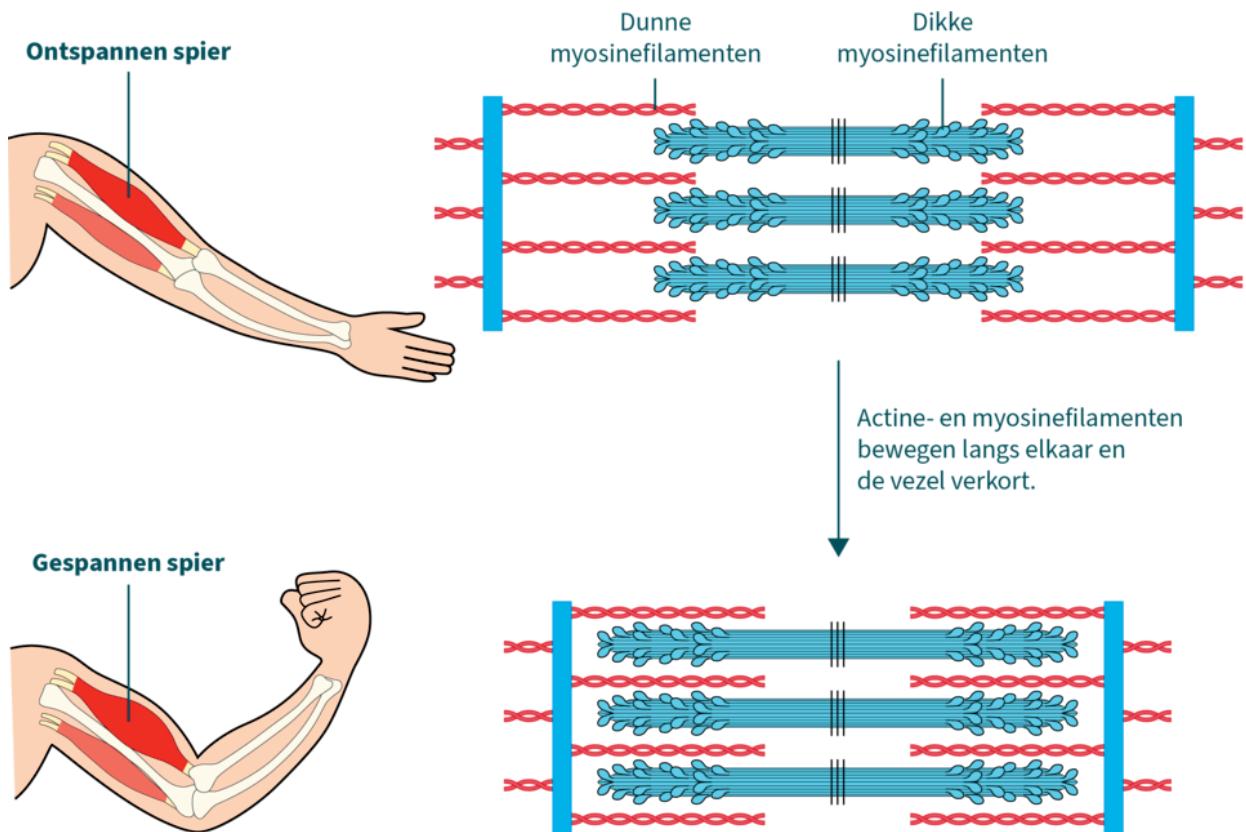 Ontspannen spier
Dunne
myosinefilamenten
Dikke
myosinefilamenten
Actine- en myosinefilamenten
bewegen langs elkaar en
de vezel verkort.
Gespannen spier